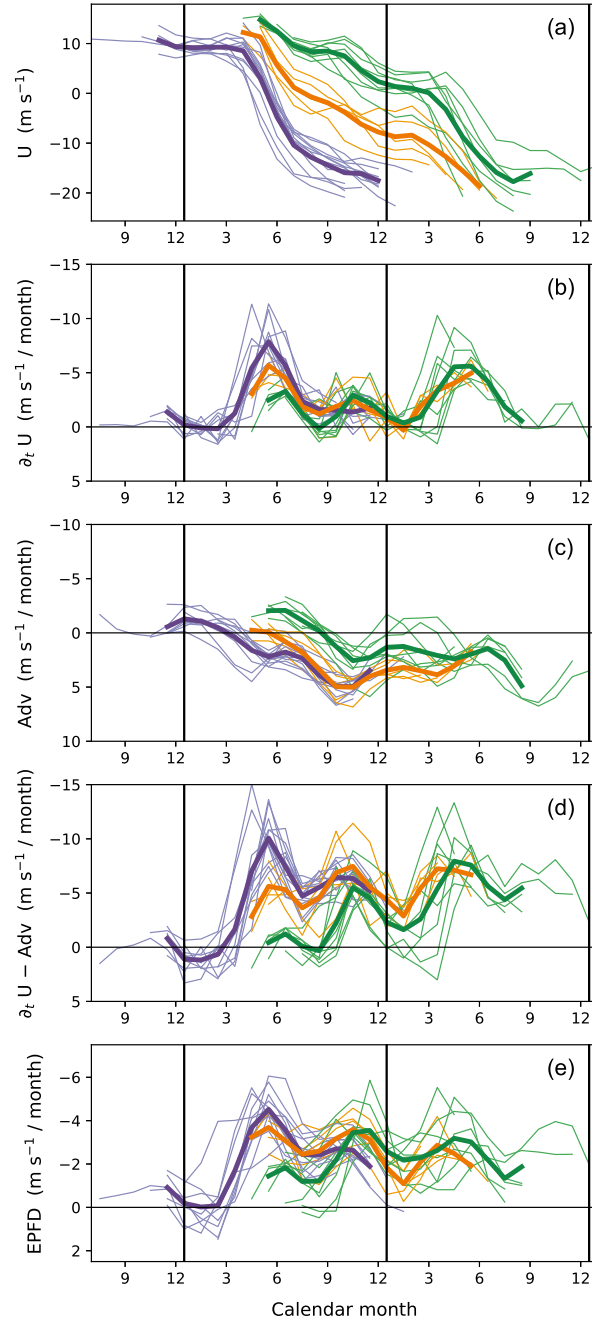 (a)
10
0
−10
−20
U (m s⁻¹)
9 12 3 6 9 12 3 6 9 12
(b)
−15
−10
−5
0
5
∂ₜ U (m s⁻¹ / month)
9 12 3 6 9 12 3 6 9 12
(c)
−10
−5
0
5
10
Adv (m s⁻¹ / month)
9 12 3 6 9 12 3 6 9 12
(d)
−15
−10
−5
0
5
∂ₜ U − Adv (m s⁻¹ / month)
9 12 3 6 9 12 3 6 9 12
(e)
−6
−4
−2
0
2
EPFD (m s⁻¹ / month)
9 12 3 6 9 12 3 6 9 12
Calendar month